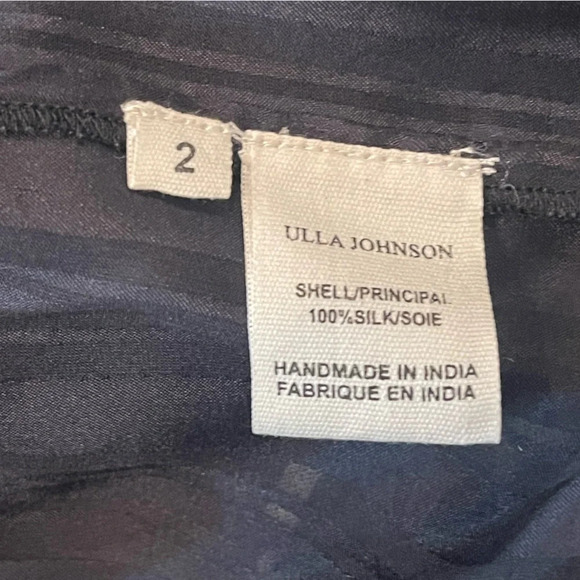 2
ULLA JOHNSON
SHELL/PRINCIPAL
100%SILK/SOIE
HANDMADE IN INDIA
FABRIQUE EN INDIA